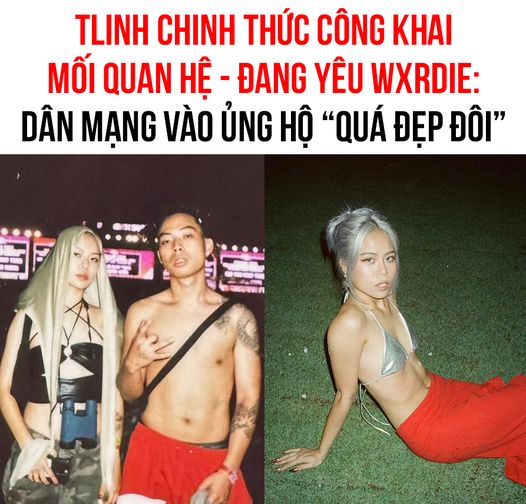 TLINH CHINH THỨC CÔNG KHAI
MỐI QUAN HỆ - ĐANG YÊU WXRDIE:
DÂN MẠNG VÀO ỦNG HỘ “QUÁ ĐẸP ĐÔI”